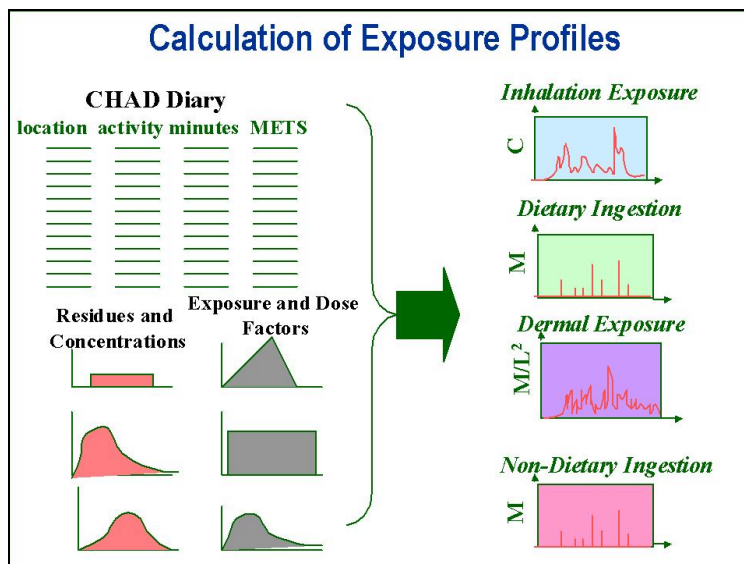 Calculation of Exposure Profiles
CHAD Diary
location activity minutes METS
Residues and
Concentrations
Exposure and Dose
Factors
Inhalation Exposure
C
Dietary Ingestion
M
Dermal Exposure
M/L²
Non-Dietary Ingestion
M